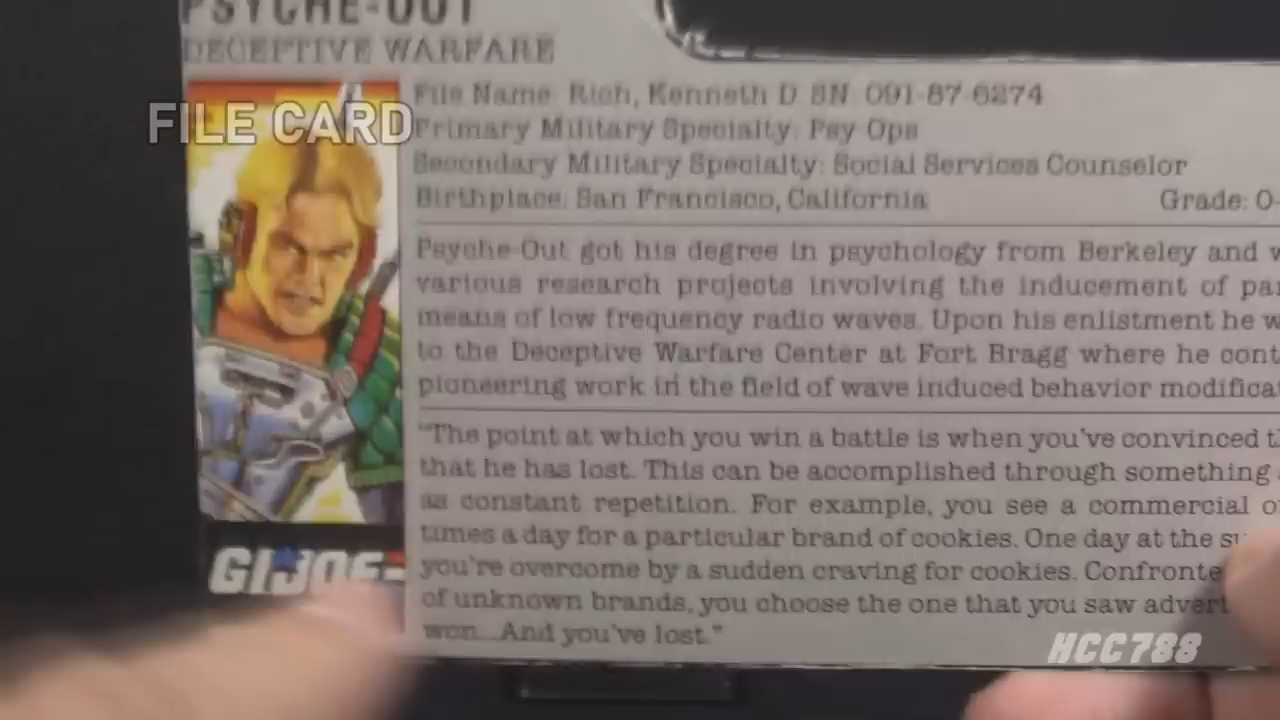 PSYCHE-OUT
DECEPTIVE WARFARE
FILE CARD
File Name: Rich, Kenneth D SN: 091-87-6274
Primary Military Specialty: Psy Ops
Secondary Military Specialty: Social Services Counselor
Birthplace: San Francisco, California Grade: O-
Psyche-Out got his degree in psychology from Berkeley and
various research projects involving the inducement of
means of low frequency radio waves. Upon his enlistment he
to the Deceptive Warfare Center at Fort Bragg where he
pioneering work in the field of wave induced behavior
"The point at which you win a battle is when you've convinced
that he has lost. This can be accomplished through something
as constant repetition. For example, you see a commercial
times a day for a particular brand of cookies. One day at the
you're overcome by a sudden craving for cookies.
of unknown brands, you choose the one that you saw
won...And you've lost."
GI JOE
HCC788